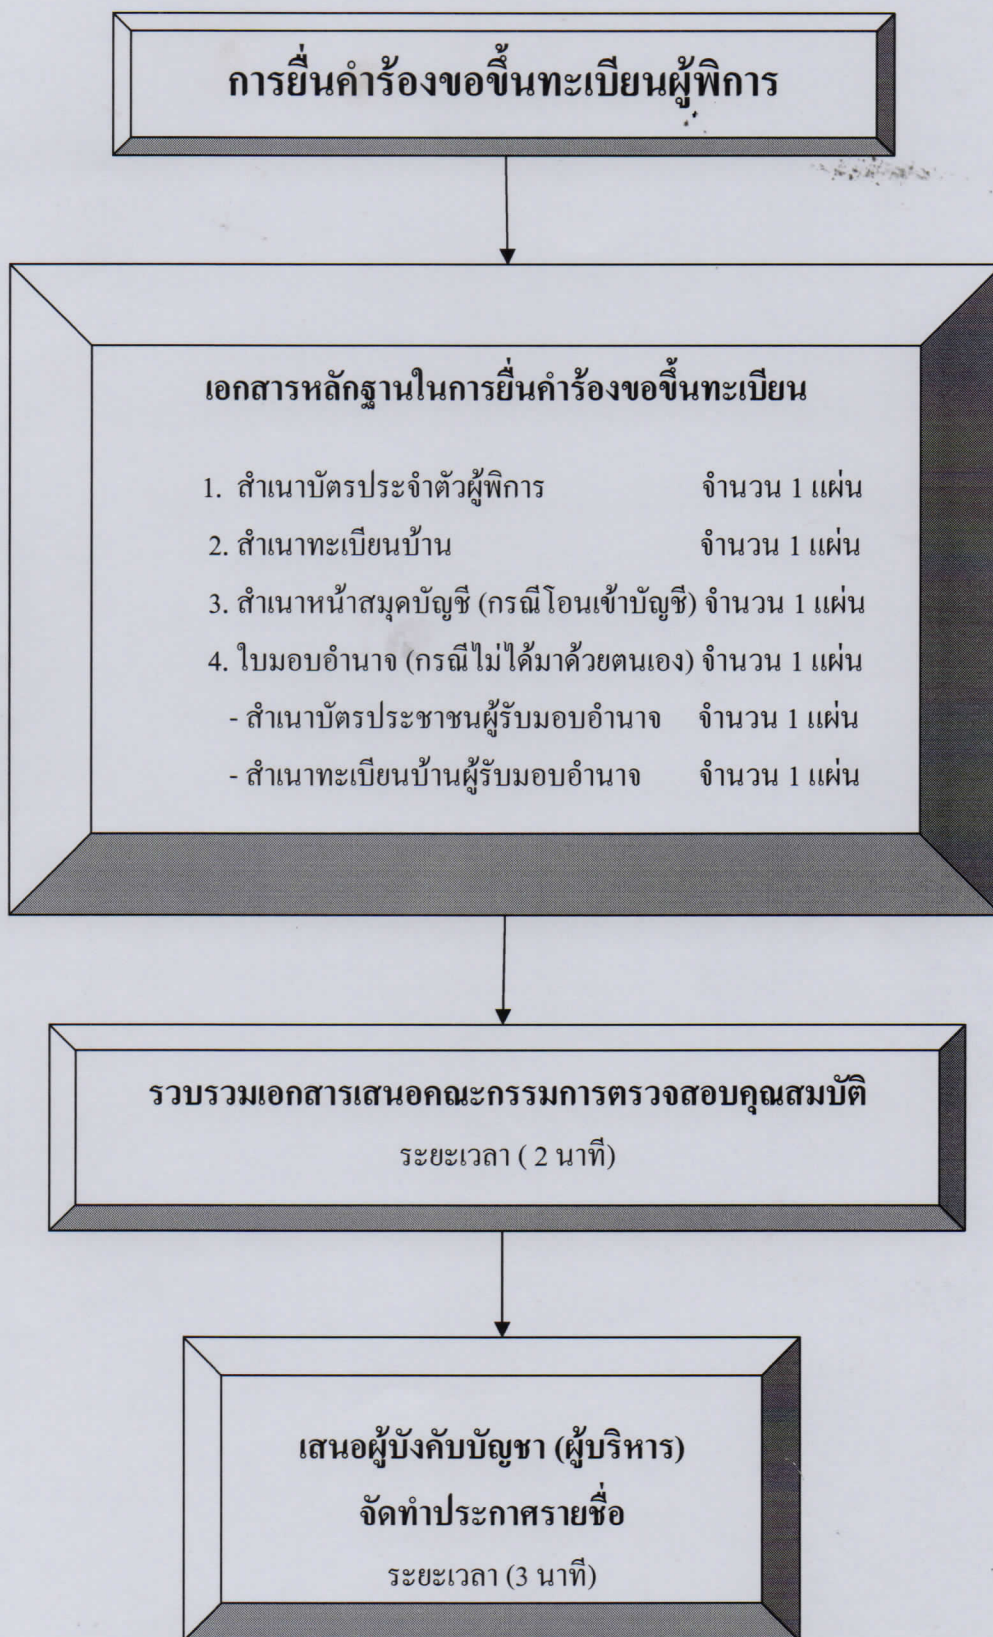 การยื่นคำร้องขอขึ้นทะเบียนผู้พิการ
เอกสารหลักฐานในการยื่นคำร้องขอขึ้นทะเบียน
1. สำเนาบัตรประจำตัวผู้พิการ จำนวน 1 แผ่น
2. สำเนาทะเบียนบ้าน จำนวน 1 แผ่น
3. สำเนาหน้าสมุดบัญชี (กรณีโอนเข้าบัญชี) จำนวน 1 แผ่น
4. ใบมอบอำนาจ (กรณีไม่ได้มาด้วยตนเอง) จำนวน 1 แผ่น
- สำเนาบัตรประชาชนผู้รับมอบอำนาจ จำนวน 1 แผ่น
- สำเนาทะเบียนบ้านผู้รับมอบอำนาจ จำนวน 1 แผ่น
รวบรวมเอกสารเสนอคณะกรรมการตรวจสอบคุณสมบัติ
ระยะเวลา ( 2 นาที)
เสนอผู้บังคับบัญชา (ผู้บริหาร)
จัดทำประกาศรายชื่อ
ระยะเวลา (3 นาที)